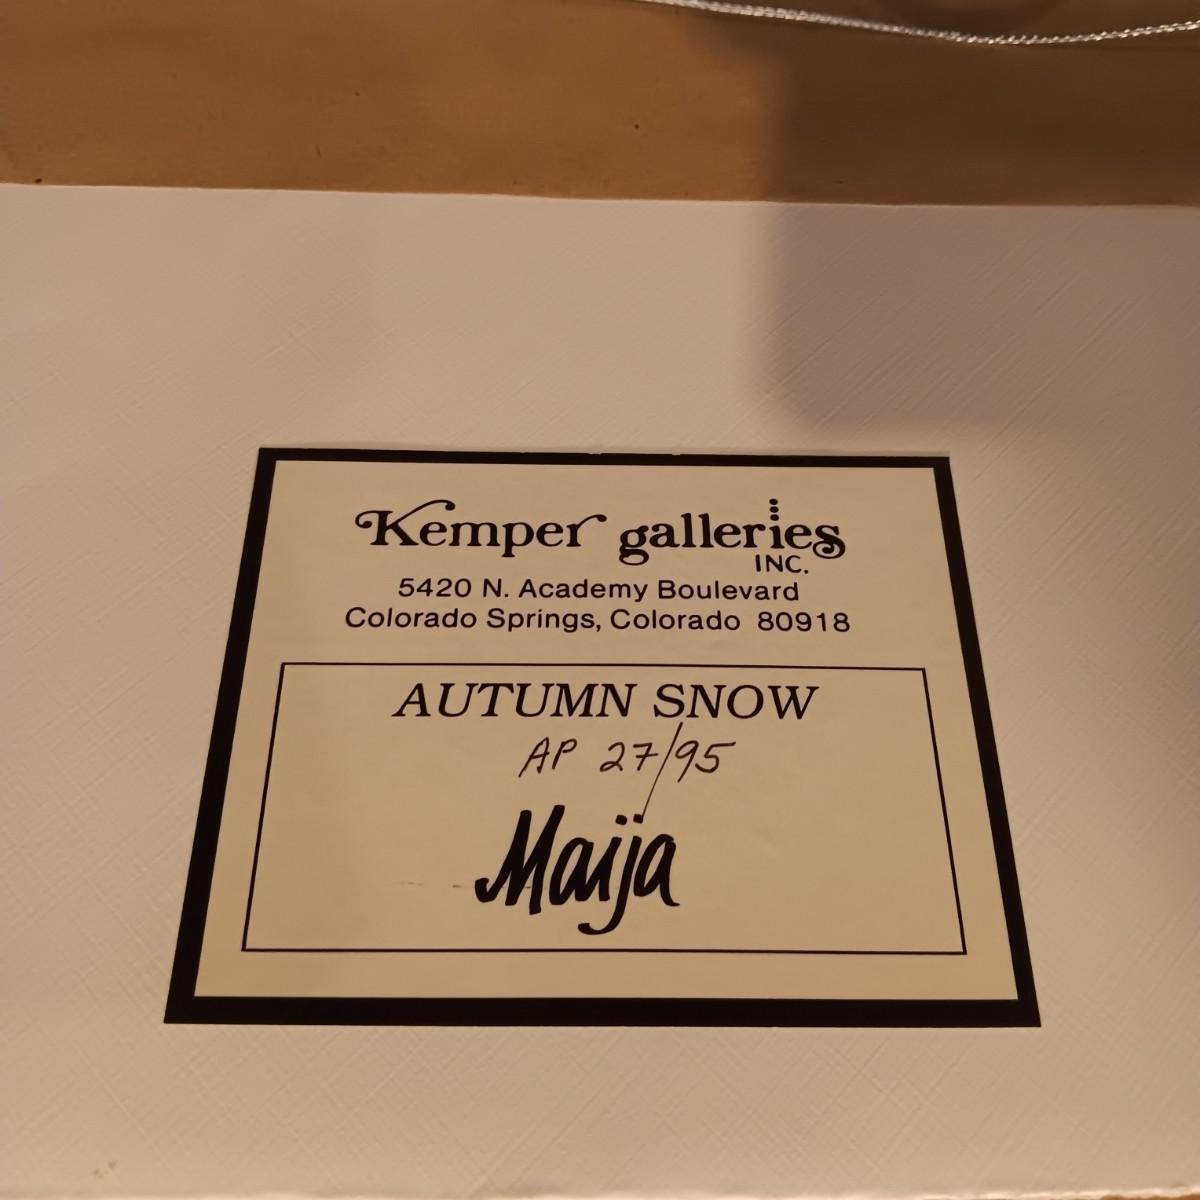 Kemper galleries
INC.
5420 N. Academy Boulevard
Colorado Springs, Colorado 80918
AUTUMN SNOW
AP 27/95
Maija